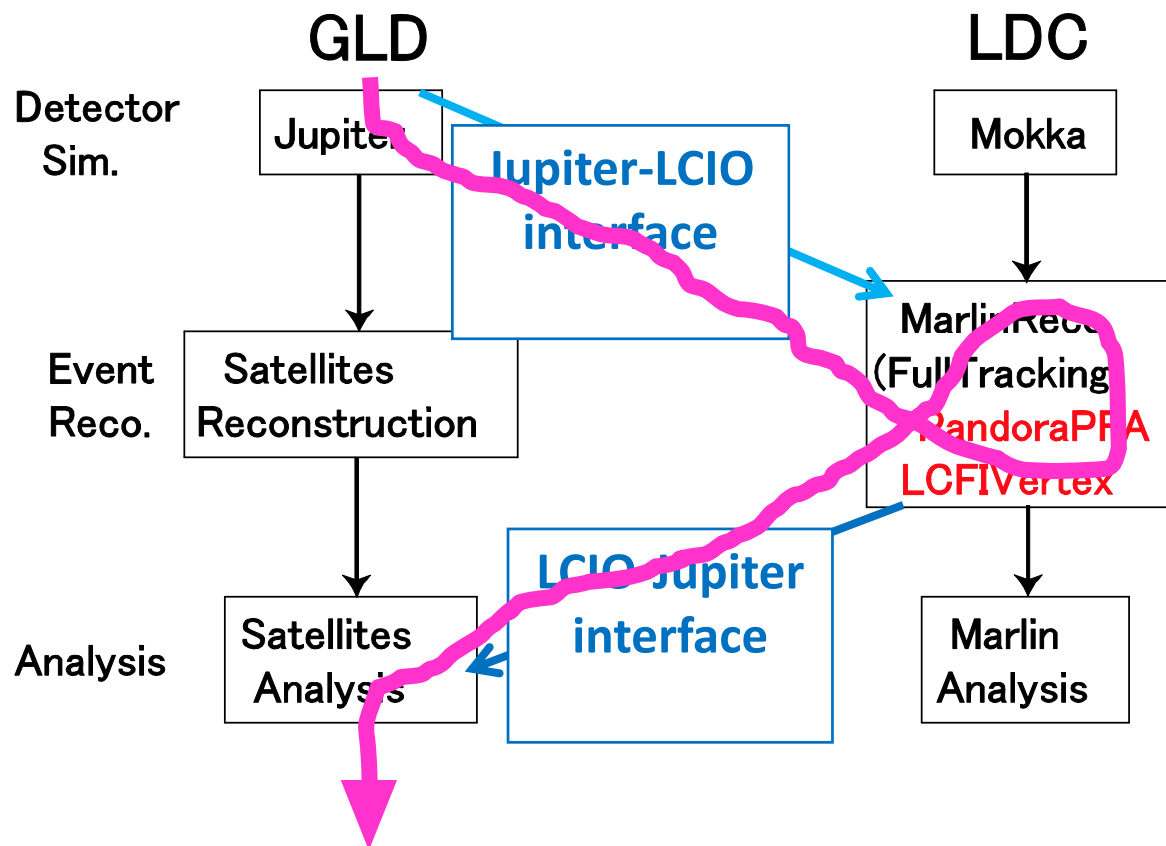 GLD
LDC
Detector
Sim.
Jupiter
Mokka
Jupiter-LCIO
interface
Event
Reco.
Satellites
Reconstruction
MarlinReco
(FullTracking
PandoraPFA
LCFIVertex
LCIO-Jupiter
interface
Analysis
Satellites
Analysis
Marlin
Analysis